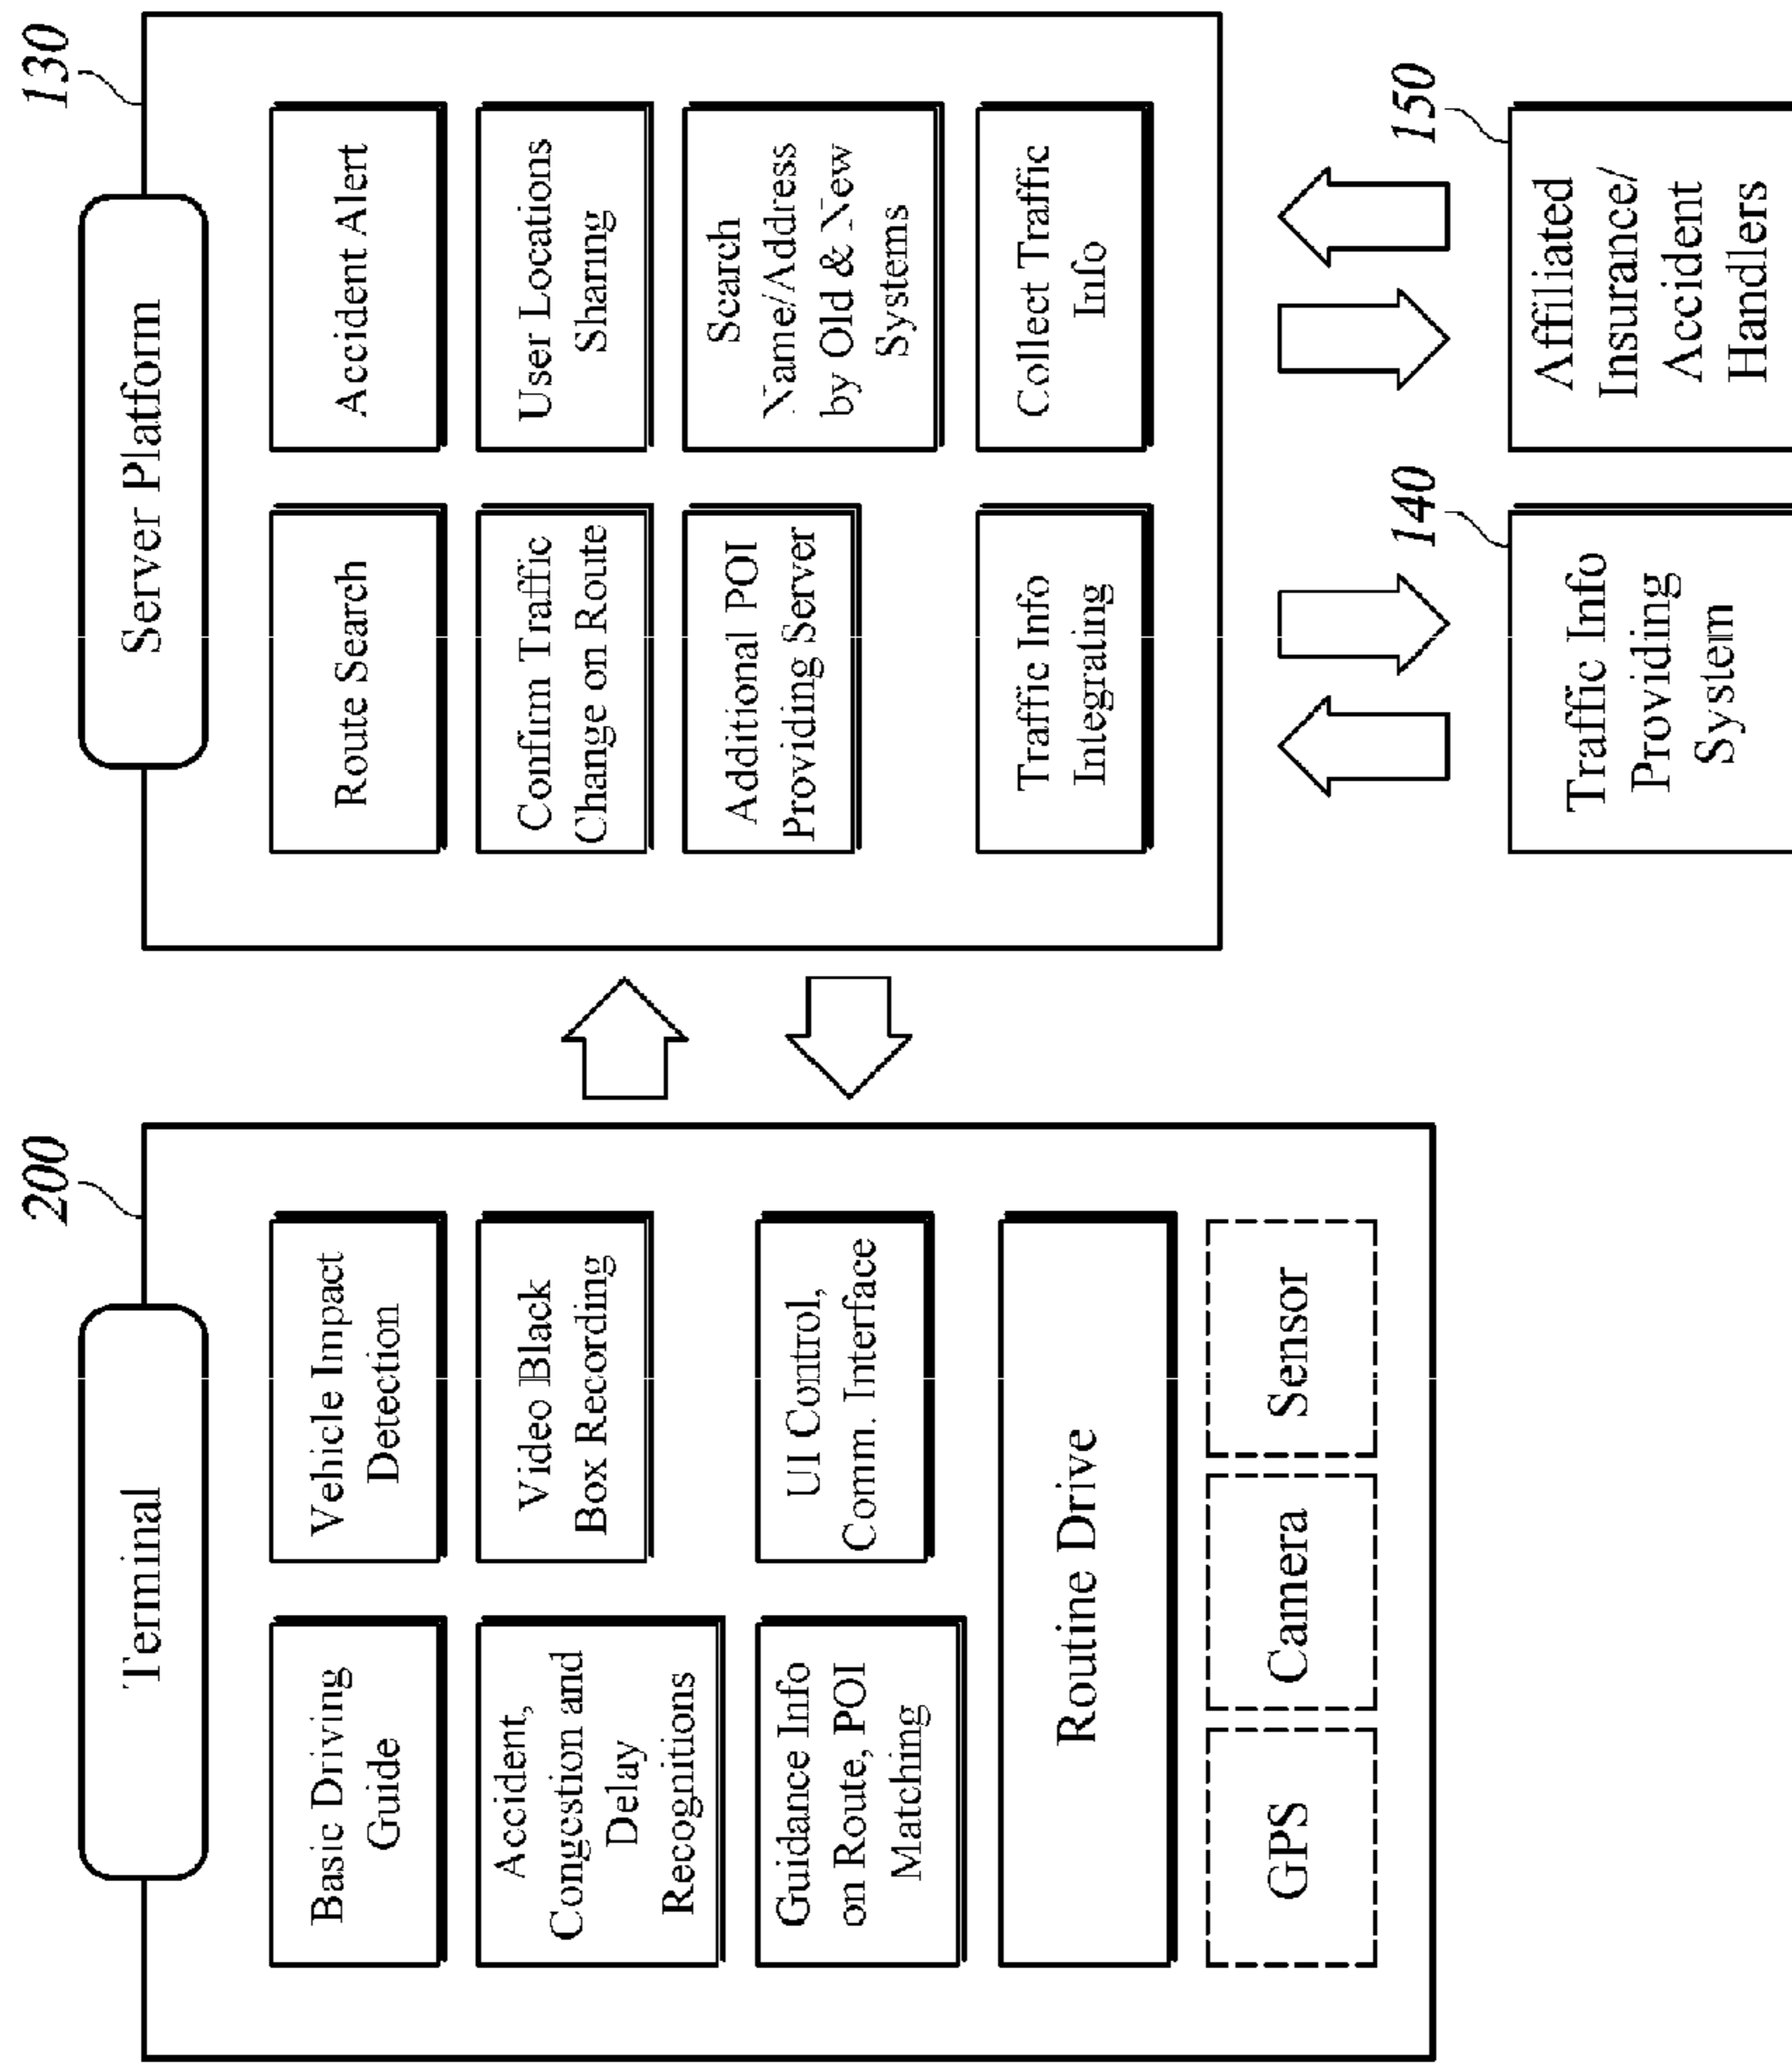 200
Terminal
Basic Driving
Guide
Vehicle Impact
Detection
Accident,
Congestion and
Delay
Recognitions
Video Black
Box Recording
Guidance Info
on Route, POI
Matching
UI Control,
Comm. Interface
Routine Drive
GPS
Camera
Sensor
130
Server Platform
Route Search
Accident Alert
Confirm Traffic
Change on Route
User Locations
Sharing
Additional POI
Providing Server
Search
Name/Address
by Old & New
Systems
Traffic Info
Integrating
Collect Traffic
Info
140
Traffic Info
Providing
System
150
Affiliated
Insurance/
Accident
Handlers